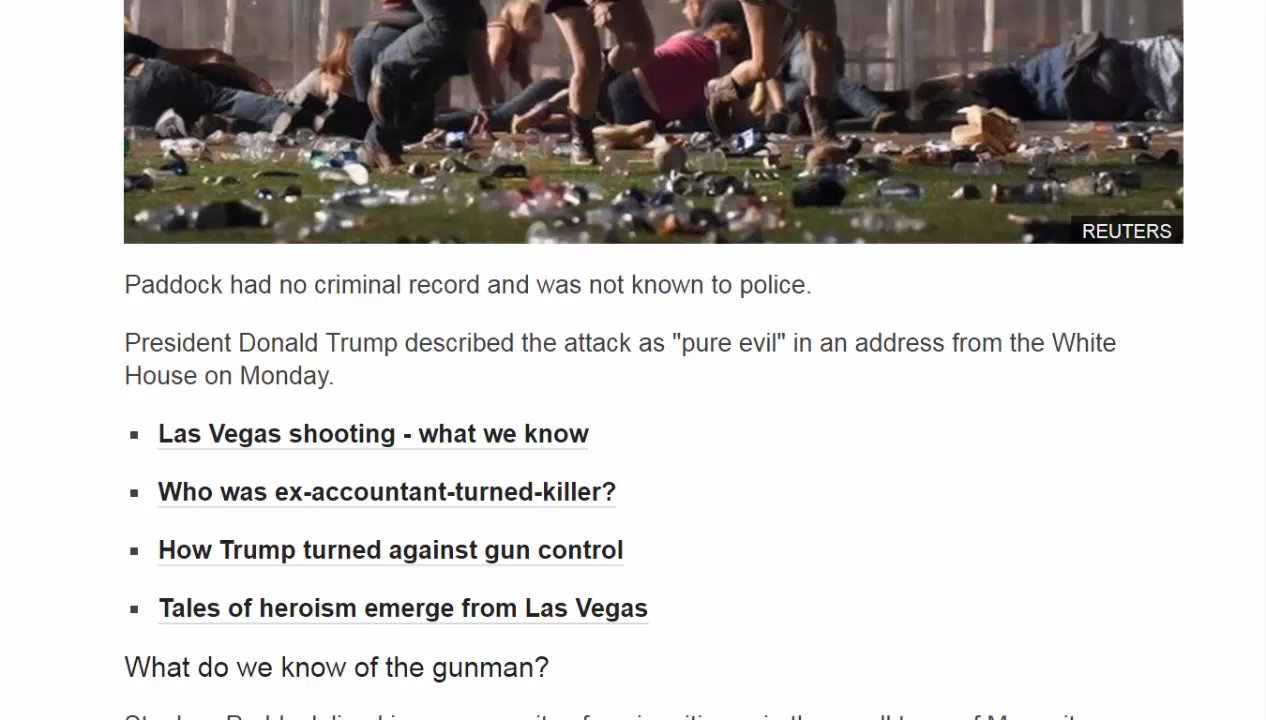 REUTERS
Paddock had no criminal record and was not known to police.
President Donald Trump described the attack as "pure evil" in an address from the White
House on Monday.
Las Vegas shooting - what we know
Who was ex-accountant-turned-killer?
How Trump turned against gun control
Tales of heroism emerge from Las Vegas
What do we know of the gunman?